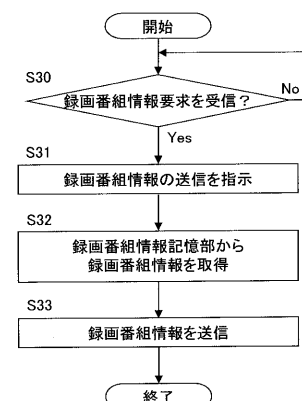 開始
S30
録画番組情報要求を受信？
No
Yes
S31
録画番組情報の送信を指示
S32
録画番組情報記憶部から
録画番組情報を取得
S33
録画番組情報を送信
終了